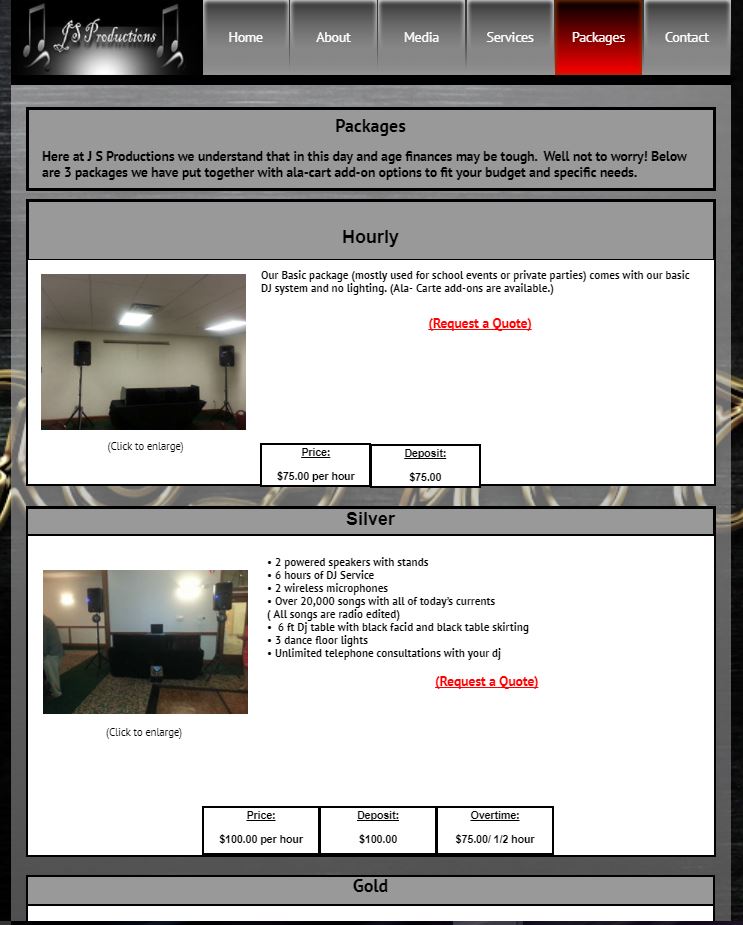 JS Productions
Home
About
Media
Services
Packages
Contact
Packages
Here at J S Productions we understand that in this day and age finances may be tough.  Well not to worry! Below
are 3 packages we have put together with ala-cart add-on options to fit your budget and specific needs.
Hourly
Our Basic package (mostly used for school events or private parties) comes with our basic
DJ system and no lighting. (Ala- Carte add-ons are available.)
(Request a Quote)
(Click to enlarge)
Price:
$75.00 per hour
Deposit:
$75.00
Silver
• 2 powered speakers with stands
• 6 hours of DJ Service
• 2 wireless microphones
• Over 20,000 songs with all of today's currents
( All songs are radio edited)
•  6 ft Dj table with black facid and black table skirting
• 3 dance floor lights
• Unlimited telephone consultations with your dj
(Request a Quote)
(Click to enlarge)
Price:
$100.00 per hour
Deposit:
$100.00
Overtime:
$75.00/ 1/2 hour
Gold